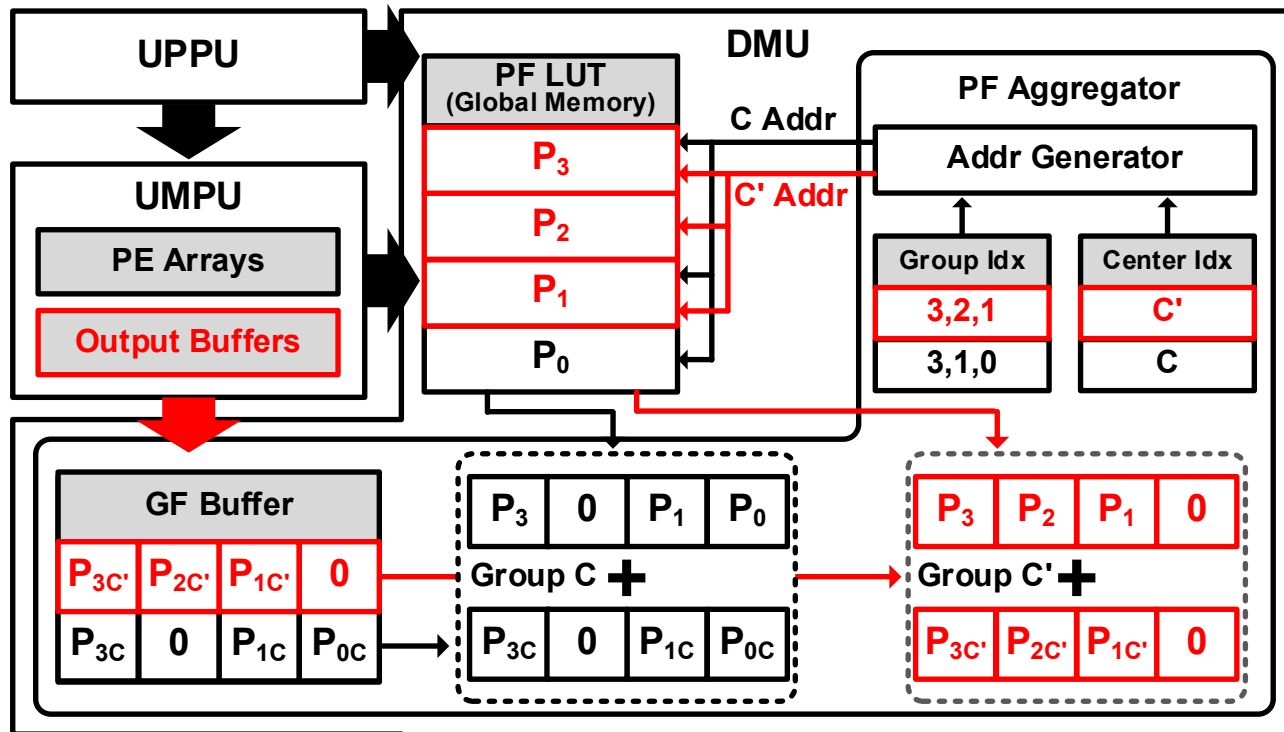 UPPU
DMU
PF LUT
(Global Memory)
P₃
P₂
P₁
P₀
C Addr
C' Addr
PF Aggregator
Addr Generator
Group Idx
3,2,1
3,1,0
Center Idx
C'
C
UMPU
PE Arrays
Output Buffers
GF Buffer
P₃C' P₂C' P₁C' 0
P₃C 0 P₁C P₀C
P₃ 0 P₁ P₀
Group C +
P₃C 0 P₁C P₀C
P₃ P₂ P₁ 0
Group C' +
P₃C' P₂C' P₁C' 0